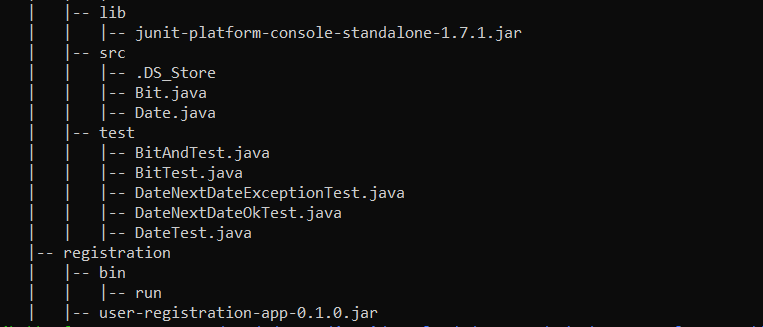 |   |   |-- lib
|   |   |   |-- junit-platform-console-standalone-1.7.1.jar
|   |   |-- src
|   |   |   |-- .DS_Store
|   |   |   |-- Bit.java
|   |   |   |-- Date.java
|   |   |-- test
|   |   |   |-- BitAndTest.java
|   |   |   |-- BitTest.java
|   |   |   |-- DateNextDateExceptionTest.java
|   |   |   |-- DateNextDateOkTest.java
|   |   |   |-- DateTest.java
|   |-- registration
|   |   |-- bin
|   |   |   |-- run
|   |   |-- user-registration-app-0.1.0.jar